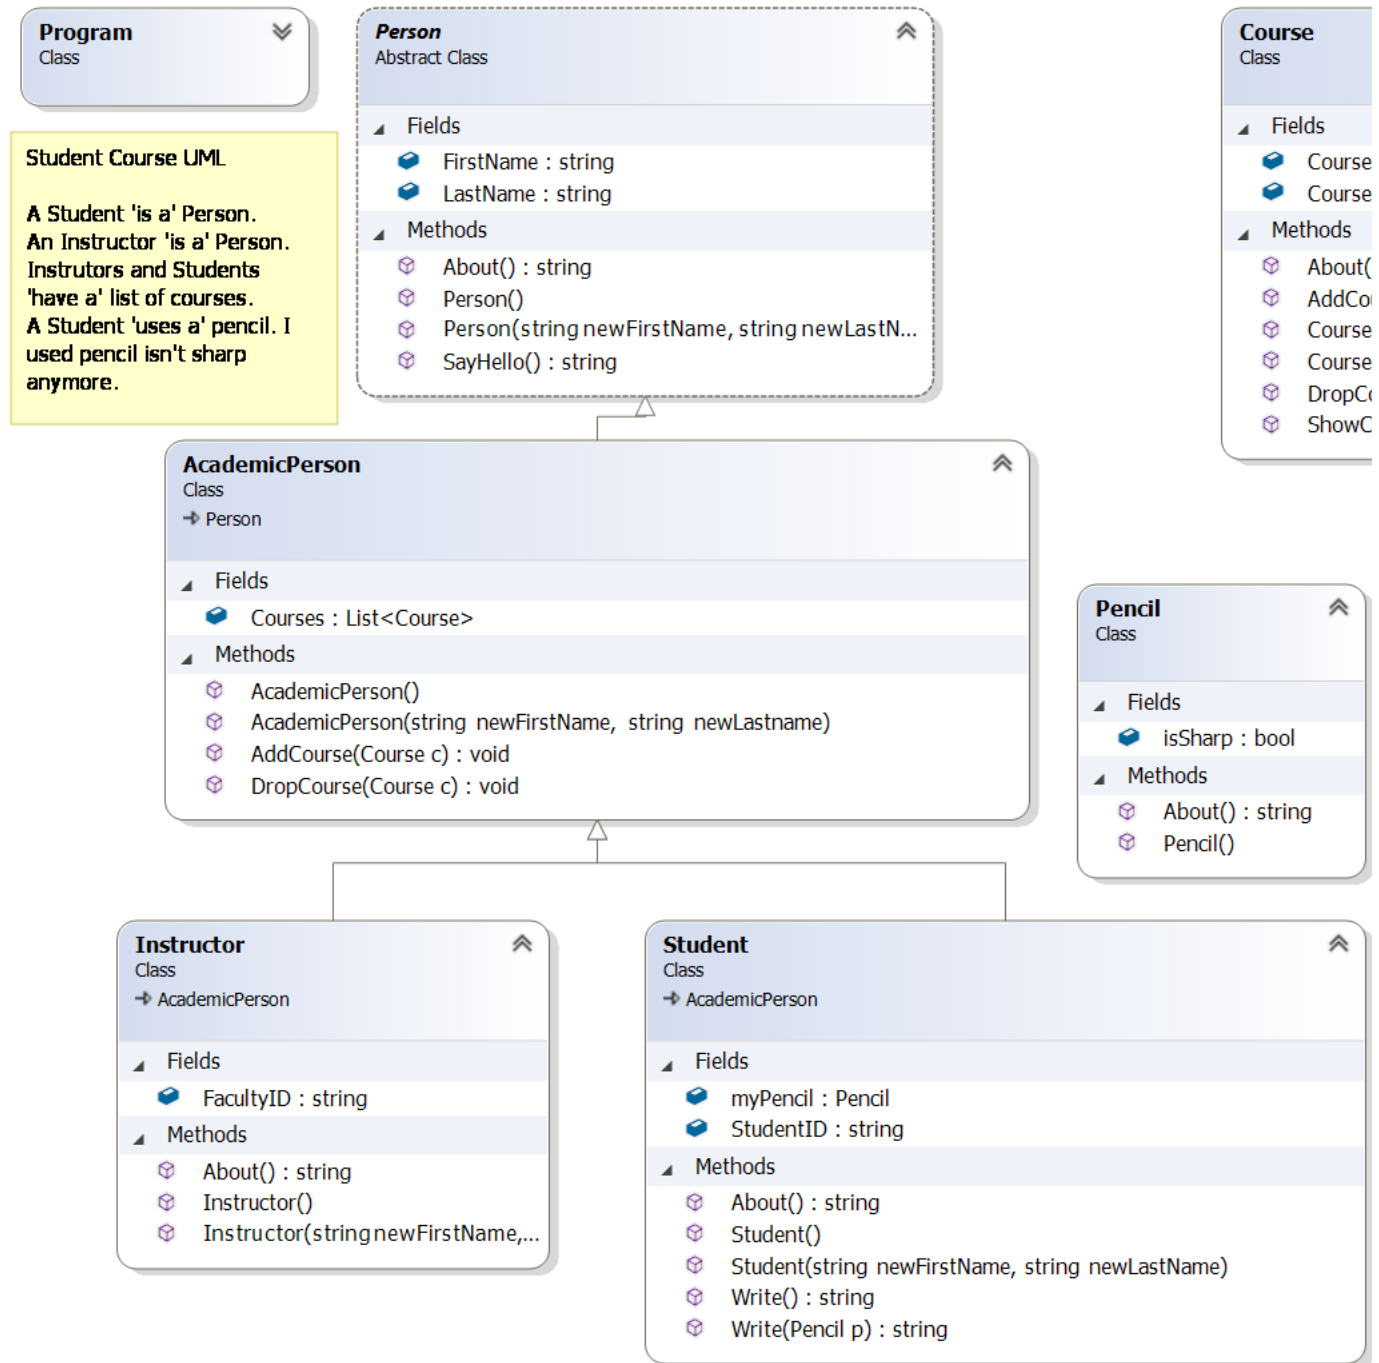 Program
Class
Student Course UML
A Student 'is a' Person.
An Instructor 'is a' Person.
Instrutors and Students
'have a' list of courses.
A Student 'uses a' pencil. I
used pencil isn't sharp
anymore.
Person
Abstract Class
Fields
FirstName : string
LastName : string
Methods
About() : string
Person()
Person(string newFirstName, string newLastN...
SayHello() : string
Course
Class
Fields
Course
Course
Methods
About(
AddCo
Course
Course
DropCo
ShowC
AcademicPerson
Class
Person
Fields
Courses : List<Course>
Methods
AcademicPerson()
AcademicPerson(string newFirstName, string newLastname)
AddCourse(Course c) : void
DropCourse(Course c) : void
Pencil
Class
Fields
isSharp : bool
Methods
About() : string
Pencil()
Instructor
Class
AcademicPerson
Fields
FacultyID : string
Methods
About() : string
Instructor()
Instructor(string newFirstName,...
Student
Class
AcademicPerson
Fields
myPencil : Pencil
StudentID : string
Methods
About() : string
Student()
Student(string newFirstName, string newLastName)
Write() : string
Write(Pencil p) : string